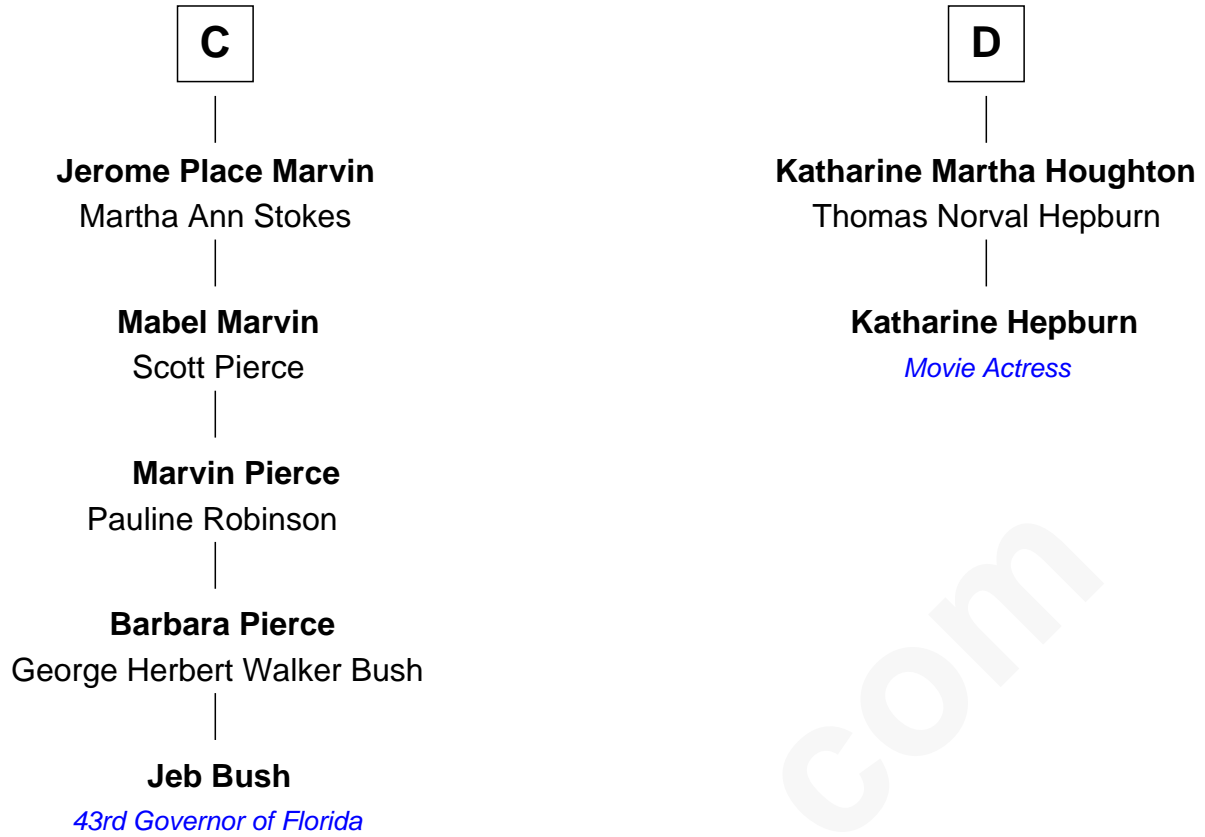 C
Jerome Place Marvin
Martha Ann Stokes
Mabel Marvin
Scott Pierce
Marvin Pierce
Pauline Robinson
Barbara Pierce
George Herbert Walker Bush
Jeb Bush
43rd Governor of Florida
D
Katharine Martha Houghton
Thomas Norval Hepburn
Katharine Hepburn
Movie Actress
com